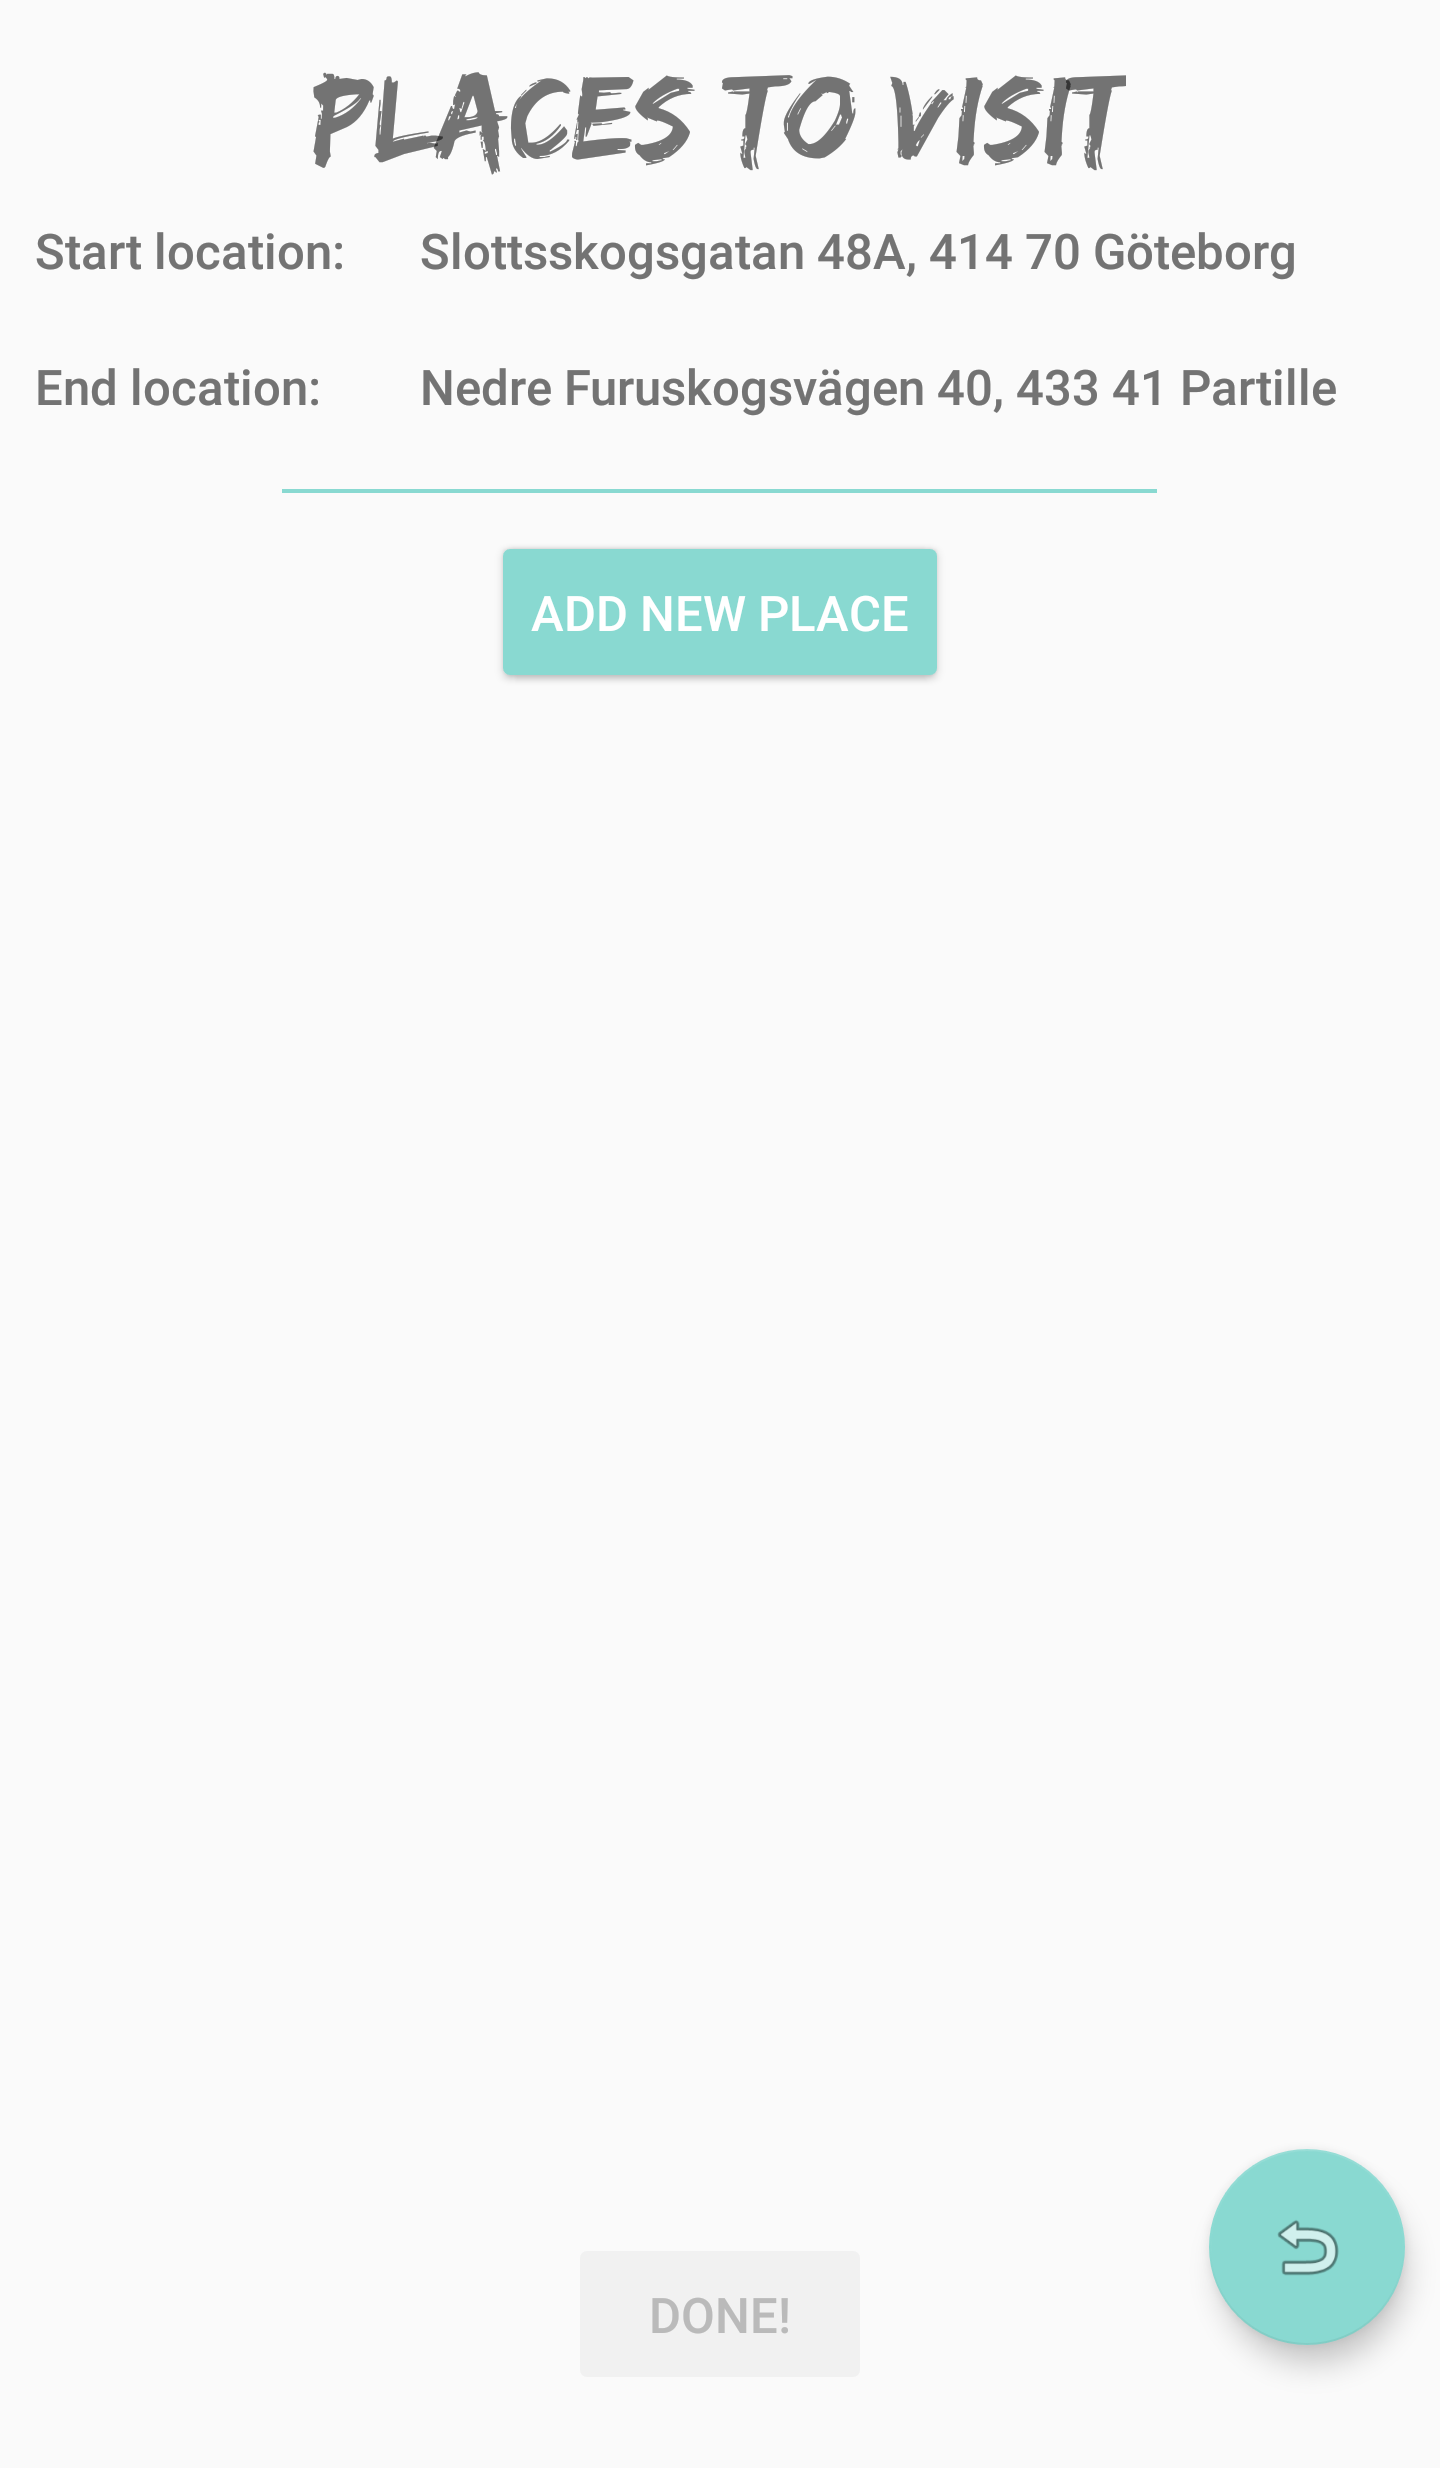 PLACES TO VISIT
Start location: Slottsskogsgatan 48A, 414 70 Göteborg
End location: Nedre Furuskogsvägen 40, 433 41 Partille
ADD NEW PLACE
DONE!